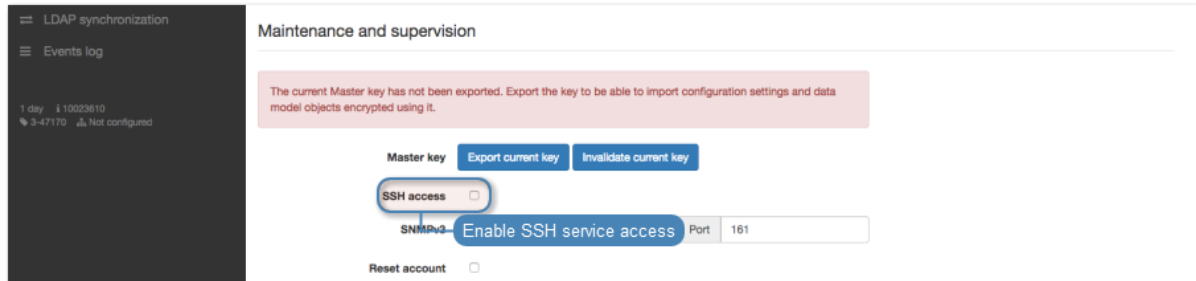 LDAP synchronization
Events log
1 day i 10023610
3-47170 Not configured
Maintenance and supervision
The current Master key has not been exported. Export the key to be able to import configuration settings and data
model objects encrypted using it.
Master key Export current key Invalidate current key
SSH access
SNMPv3 Enable SSH service access Port 161
Reset account